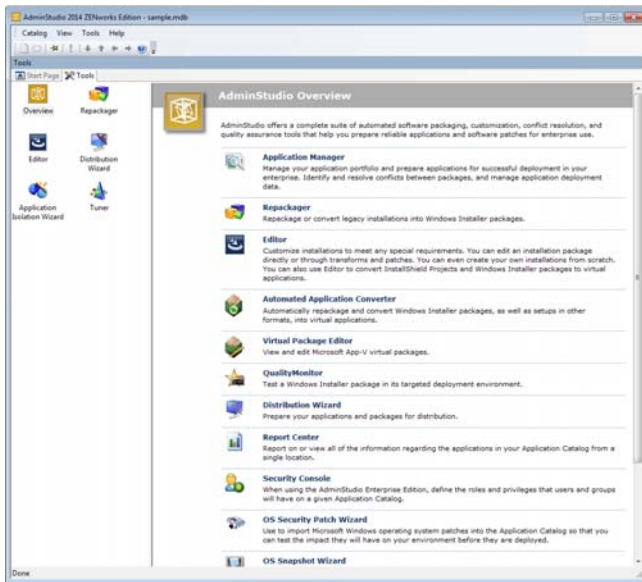 AdminStudio 2014 ZENworks Edition - sample.mdb
Catalog View Tools Help
Tools
Start Page Tools
Overview
Repackager
Editor
Distribution
Wizard
Application
Isolation Wizard
Tuner
AdminStudio Overview
AdminStudio offers a complete suite of automated software packaging, customization, conflict resolution, and
quality assurance tools that help you prepare reliable applications and software patches for enterprise use.
Application Manager
Manage your application portfolio and prepare applications for successful deployment in your
enterprise. Identify and resolve conflicts between packages, and manage application deployment
data.
Repackager
Repackage or convert legacy installations into Windows Installer packages.
Editor
Customize installations to meet any special requirements. You can edit an installation package
directly or through transforms and patches. You can even create your own installations from scratch.
You can also use Editor to convert InstallShield Projects and Windows Installer packages to virtual
applications.
Automated Application Converter
Automatically repackage and convert Windows Installer packages, as well as setups in other
formats, into virtual applications.
Virtual Package Editor
View and edit Microsoft App-V virtual packages.
QualityMonitor
Test a Windows Installer package in its targeted deployment environment.
Distribution Wizard
Prepare your applications and packages for distribution.
Report Center
Report on or view all of the information regarding the applications in your Application Catalog from a
single location.
Security Console
When using the AdminStudio Enterprise Edition, define the roles and privileges that users and groups
will have on a given Application Catalog.
OS Security Patch Wizard
Use to import Microsoft Windows operating system patches into the Application Catalog so that you
can test the impact they will have on your environment before they are deployed.
OS Snapshot Wizard
Done